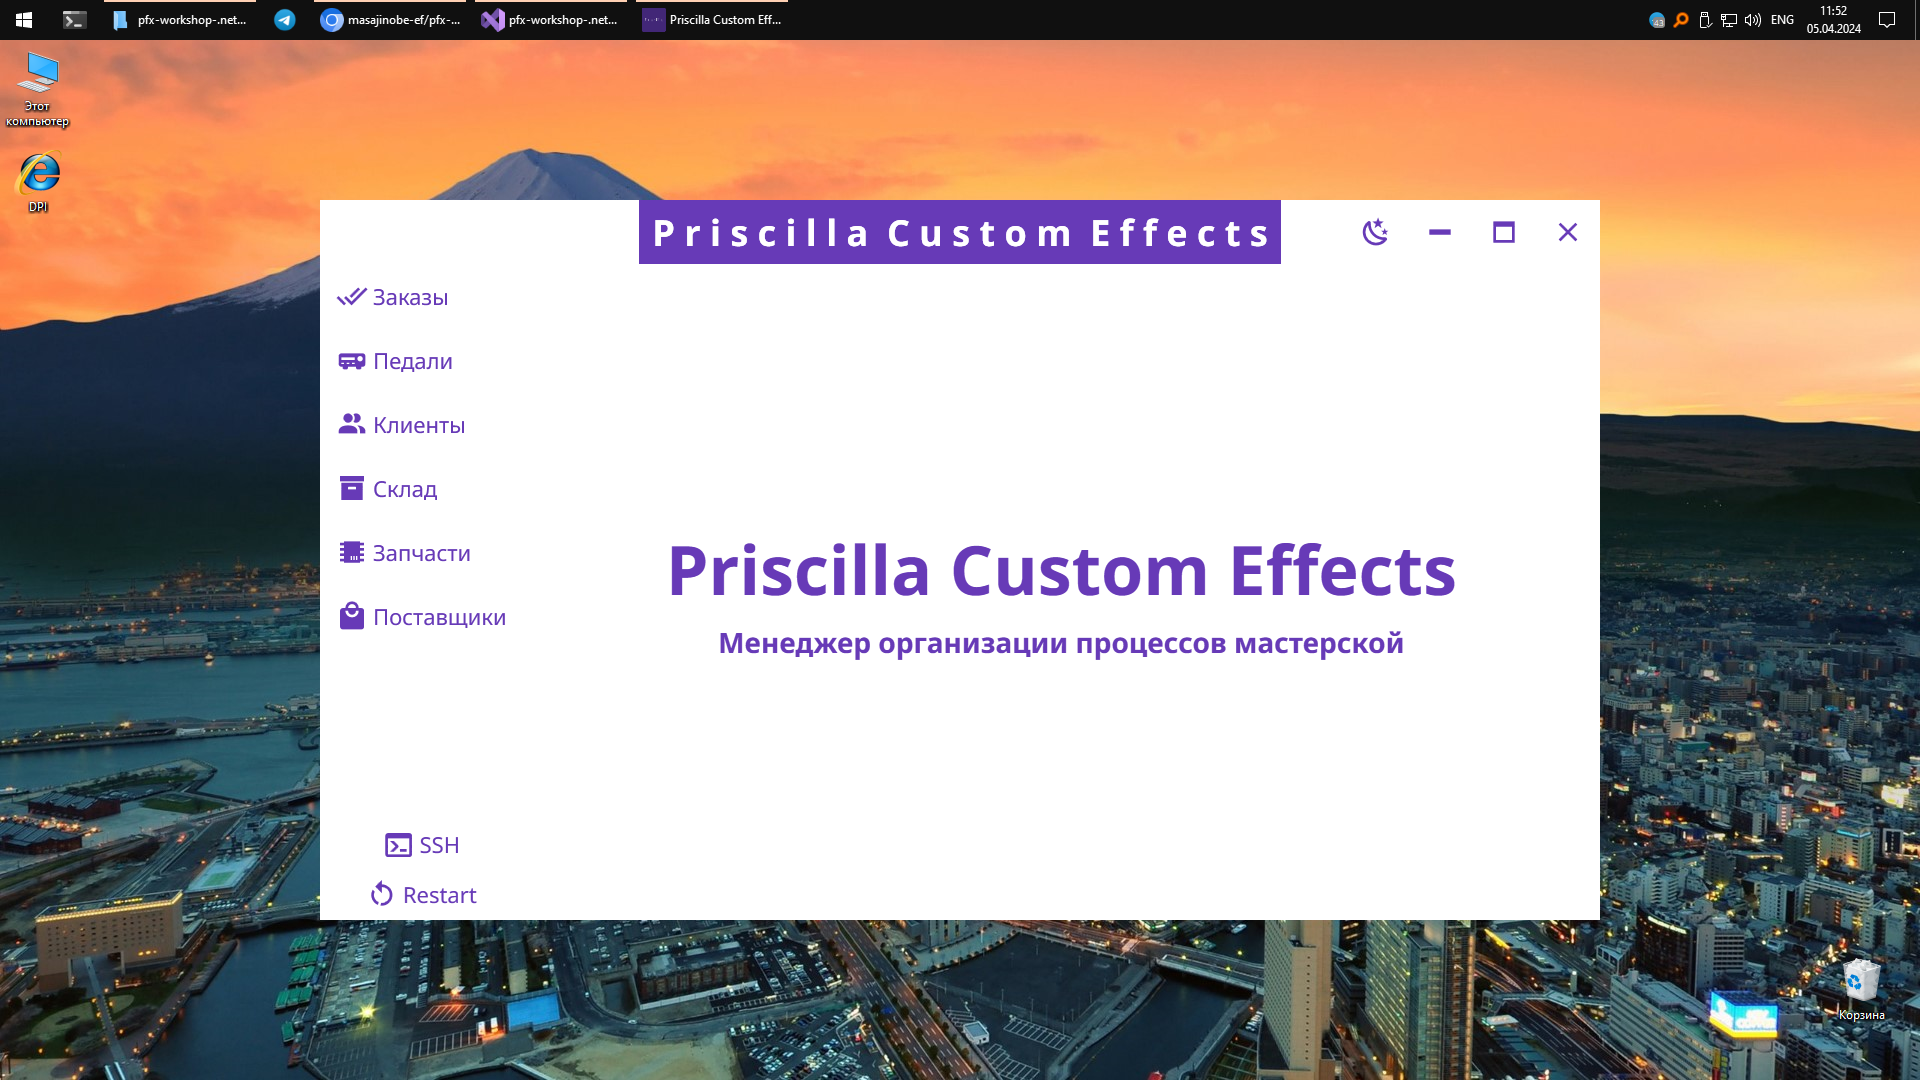 pfx-workshop-.net...
masajinobe-ef/pfx-...
pfx-workshop-.net...
Priscilla Custom Eff...
43
ENG
11:52
05.04.2024
Этот
компьютер
DPI
Priscilla Custom Effects
Заказы
Педали
Клиенты
Склад
Запчасти
Поставщики
Priscilla Custom Effects
Менеджер организации процессов мастерской
SSH
Restart
Корзина